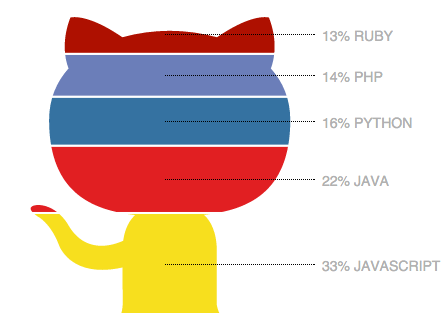 13% RUBY
14% PHP
16% PYTHON
22% JAVA
33% JAVASCRIPT